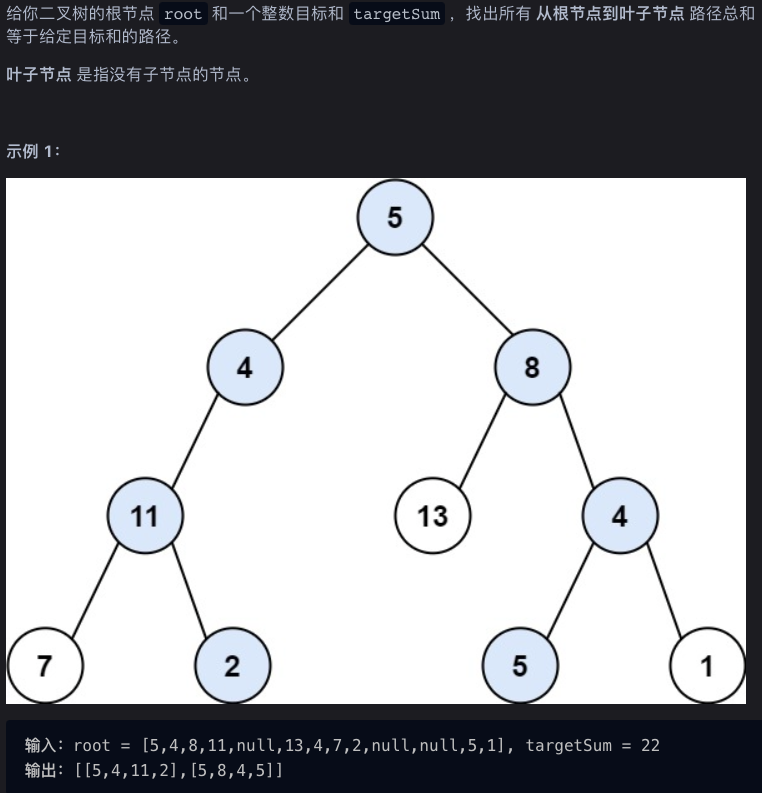 给你二叉树的根节点 root 和一个整数目标和 targetSum ，找出所有 从根节点到叶子节点 路径总和
等于给定目标和的路径。
叶子节点 是指没有子节点的节点。
示例 1：
5
4
8
11
13
4
7
2
5
1
输入：root = [5,4,8,11,null,13,4,7,2,null,null,5,1], targetSum = 22
输出：[[5,4,11,2],[5,8,4,5]]